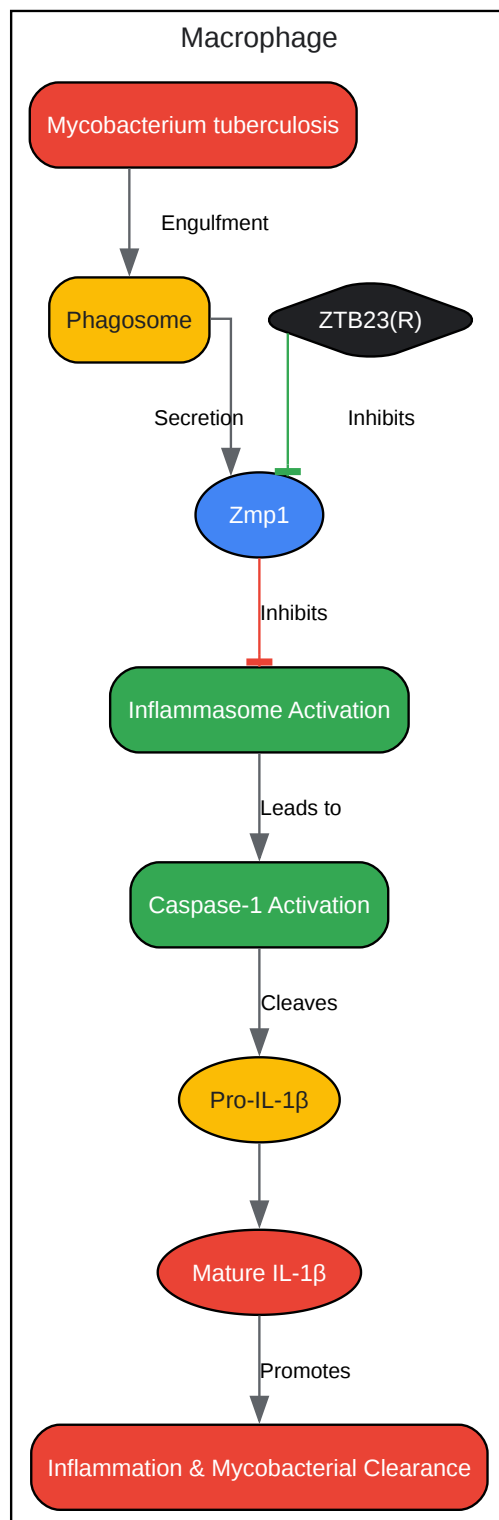 Macrophage
Mycobacterium tuberculosis
Engulfment
Phagosome
ZTB23(R)
Secretion
Inhibits
Zmp1
Inhibits
Inflammasome Activation
Leads to
Caspase-1 Activation
Cleaves
Pro-IL-1β
Mature IL-1β
Promotes
Inflammation & Mycobacterial Clearance